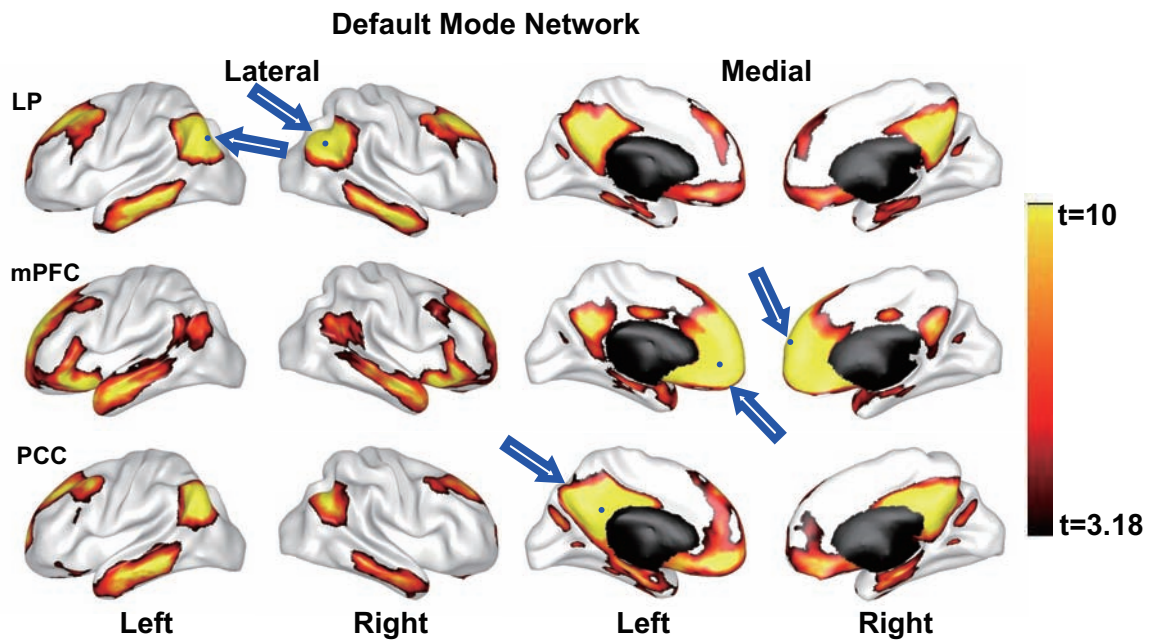 Default Mode Network
Lateral
Medial
LP
mPFC
PCC
t=10
t=3.18
Left
Right
Left
Right